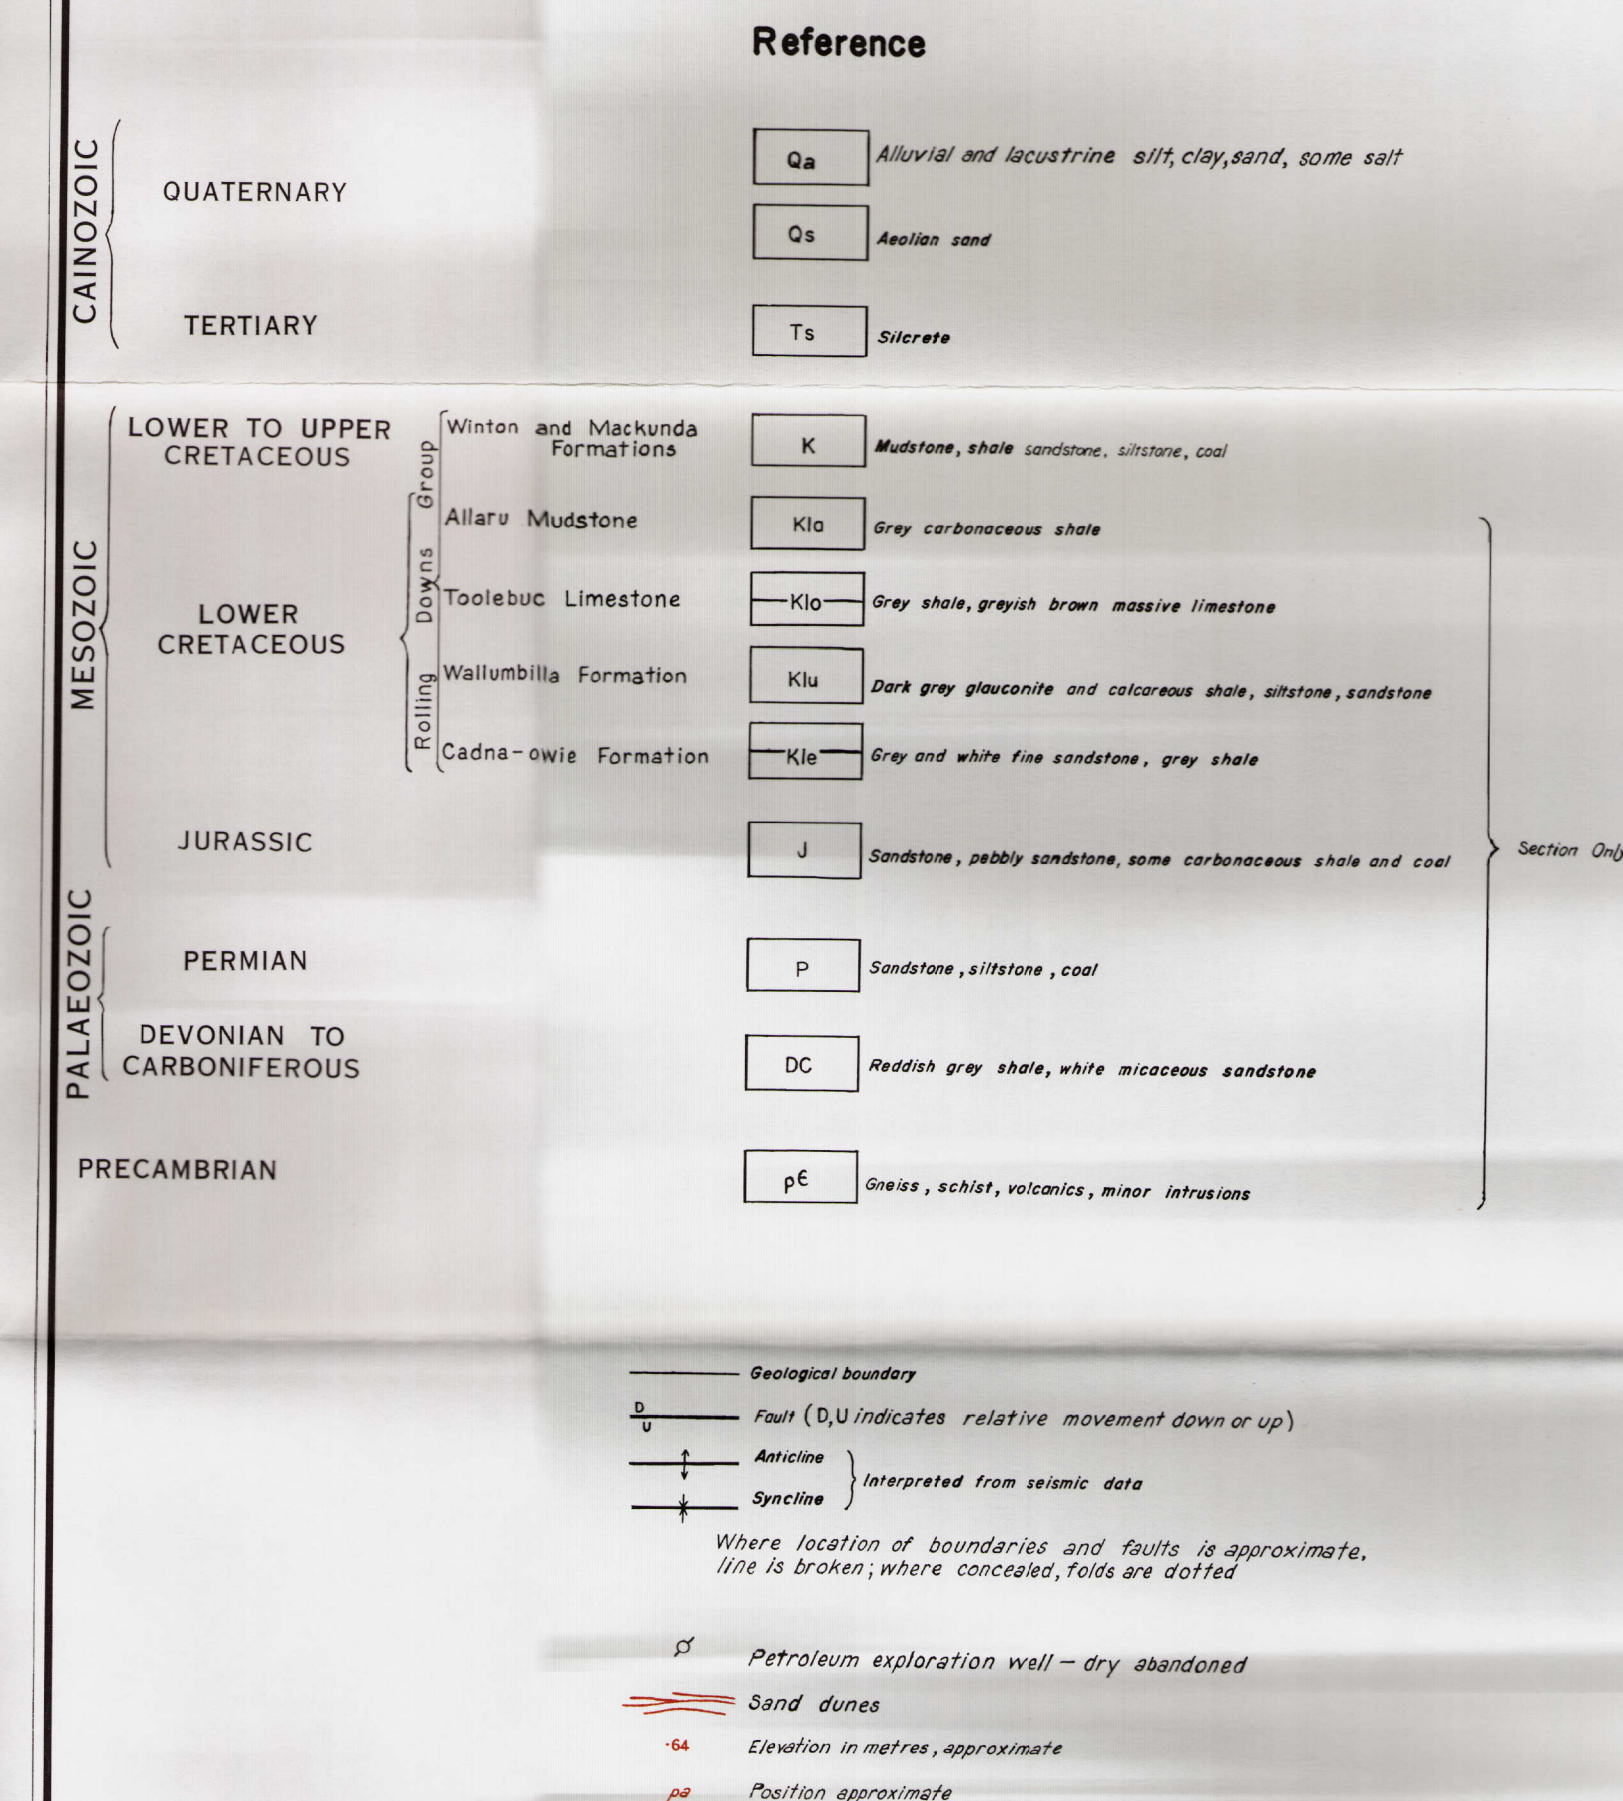 Reference
CAINOZOIC
QUATERNARY
Qa Alluvial and lacustrine silt, clay, sand, some salt
Qs Aeolian sand
TERTIARY
Ts Silcrete
MESOZOIC
LOWER TO UPPER
CRETACEOUS
Rolling Downs Group
Winton and Mackunda
Formations
K Mudstone, shale sandstone, siltstone, coal
Allaru Mudstone
Kla Grey carbonaceous shale
LOWER
CRETACEOUS
Toolebuc Limestone
Klo Grey shale, greyish brown massive limestone
Wallumbilla Formation
Klu Dark grey glauconite and calcareous shale, siltstone, sandstone
Cadna-owie Formation
Kle Grey and white fine sandstone, grey shale
JURASSIC
J Sandstone, pebbly sandstone, some carbonaceous shale and coal
Section Only
PALAEOZOIC
PERMIAN
P Sandstone, siltstone, coal
DEVONIAN TO
CARBONIFEROUS
DC Reddish grey shale, white micaceous sandstone
PRECAMBRIAN
pЄ Gneiss, schist, volcanics, minor intrusions
Geological boundary
D
U
Fault (D,U indicates relative movement down or up)
Anticline
Syncline
Interpreted from seismic data
Where location of boundaries and faults is approximate,
line is broken; where concealed, folds are dotted
Petroleum exploration well — dry abandoned
Sand dunes
·64 Elevation in metres, approximate
pa Position approximate